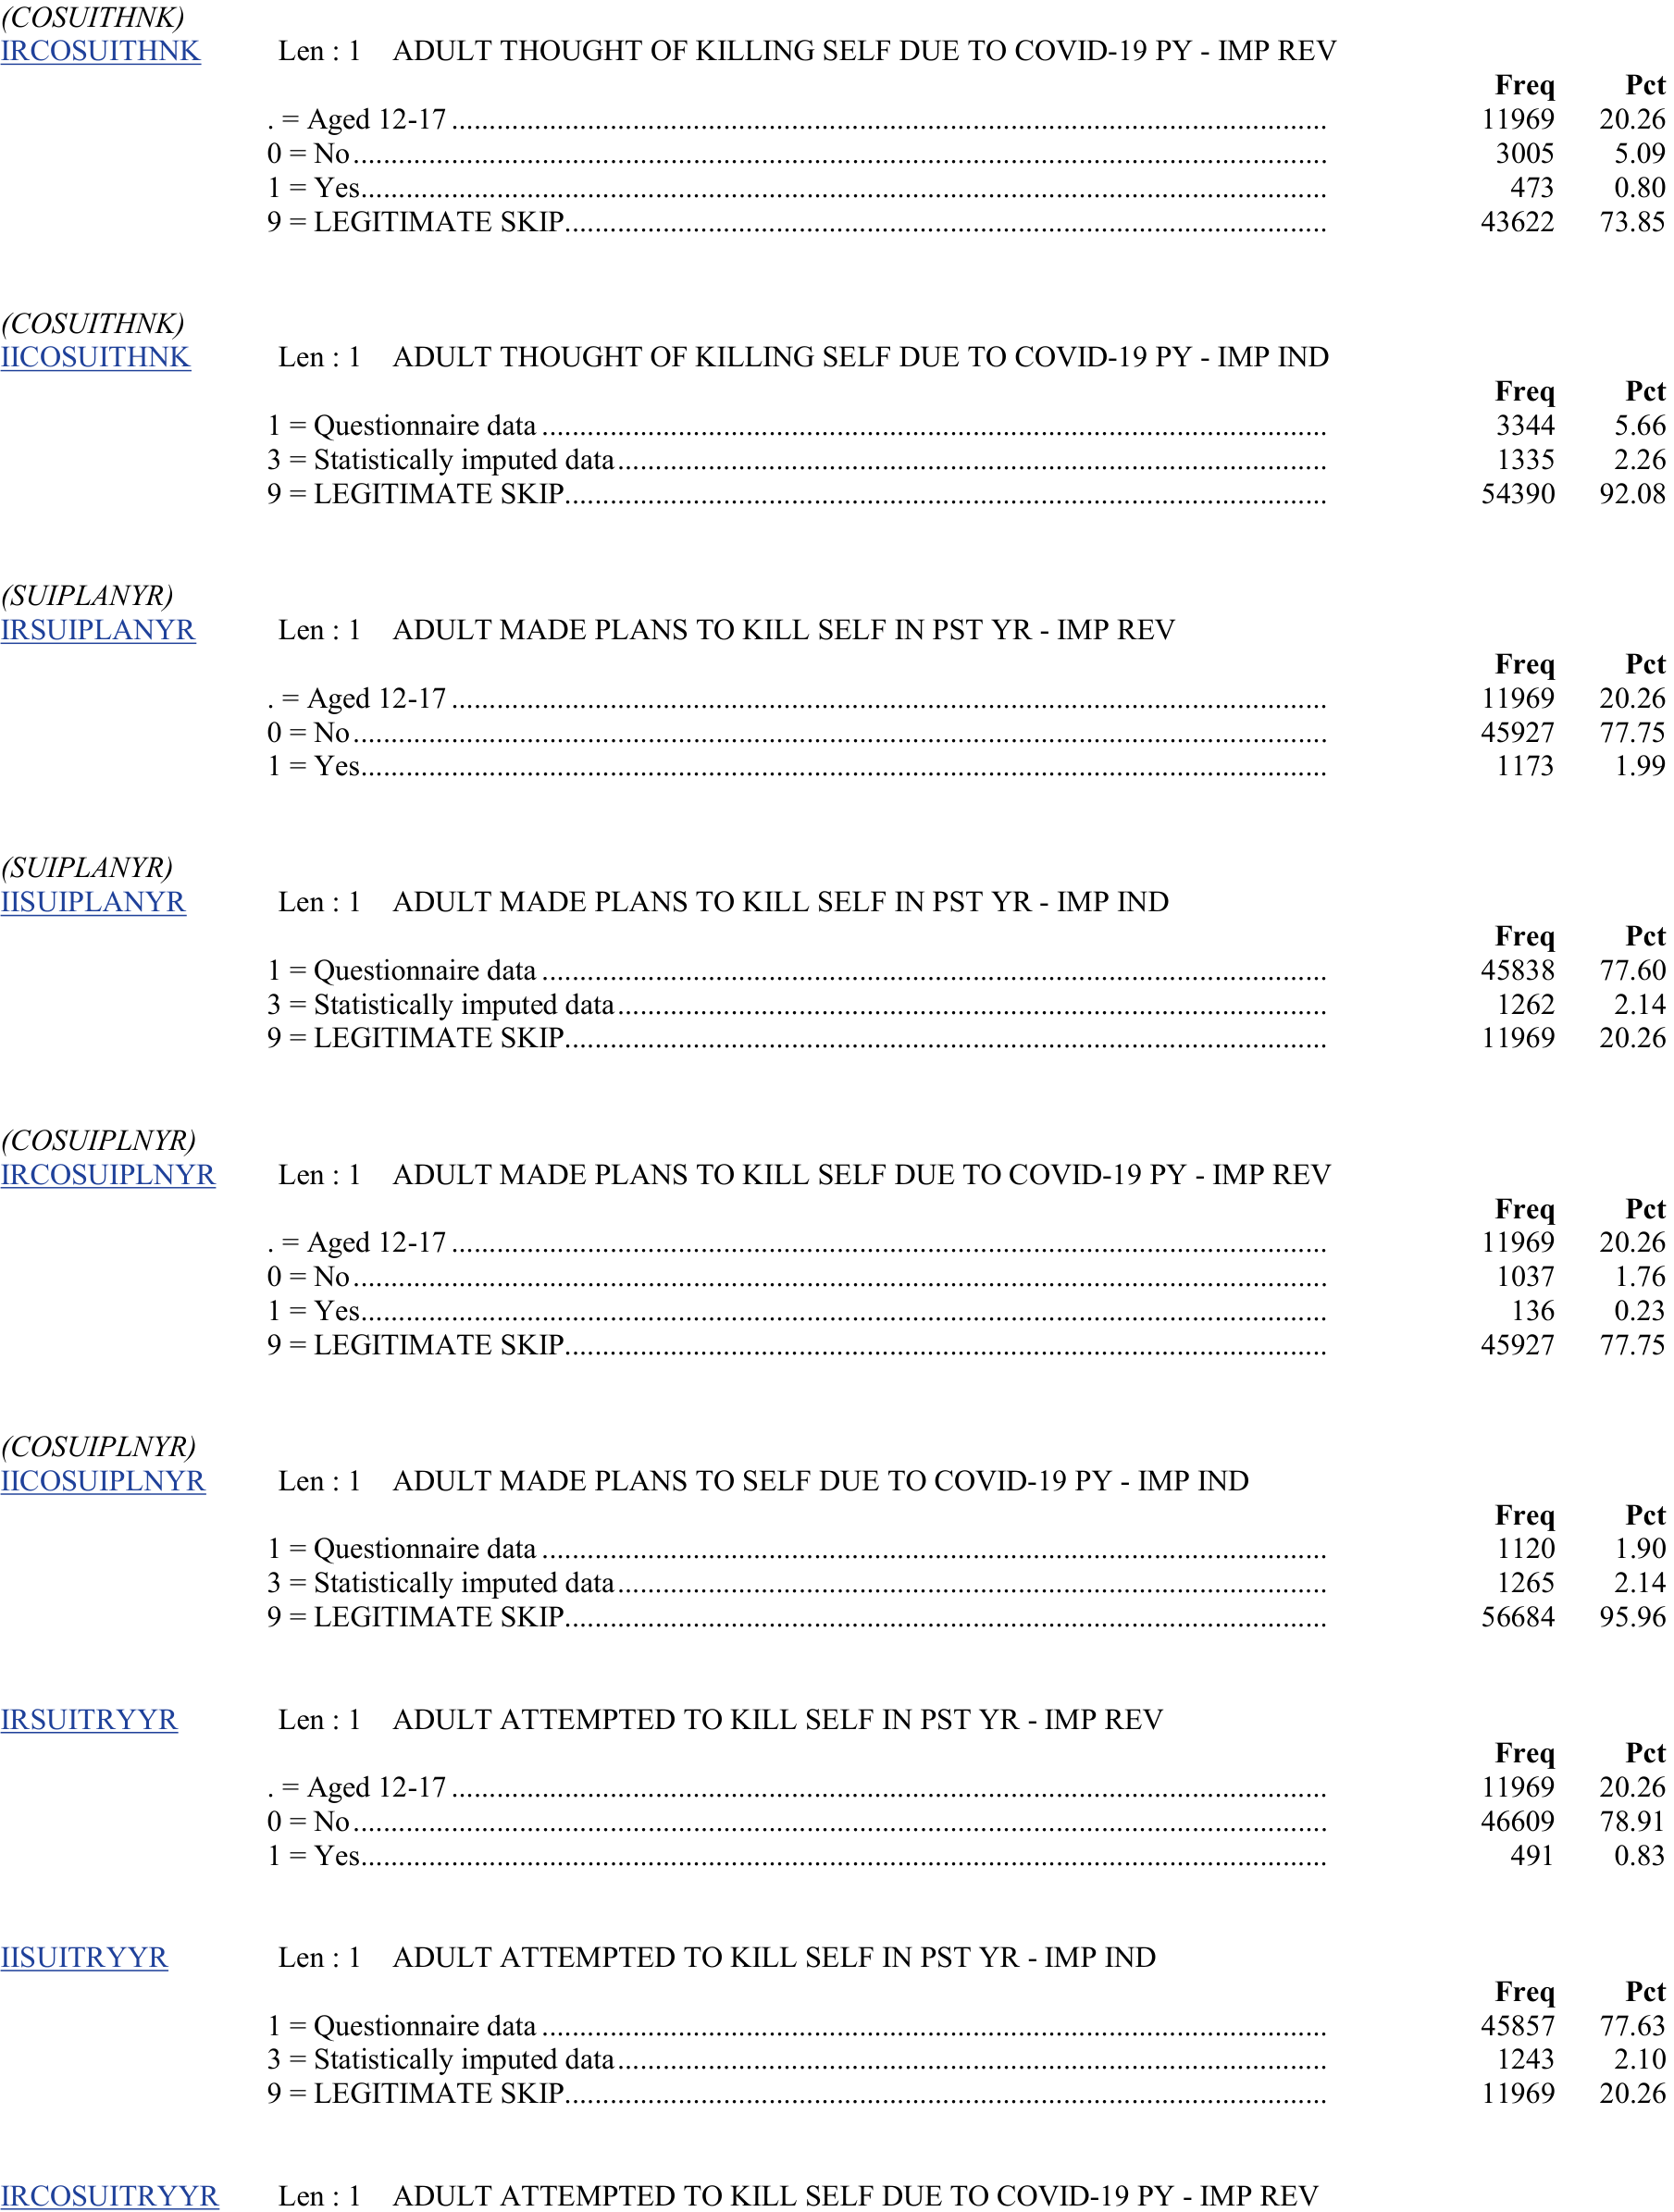 (COSUITHNK)
IRCOSUITHNK Len : 1 ADULT THOUGHT OF KILLING SELF DUE TO COVID-19 PY - IMP REV
Freq Pct
. = Aged 12-17 11969 20.26
0 = No 3005 5.09
1 = Yes 473 0.80
9 = LEGITIMATE SKIP 43622 73.85
(COSUITHNK)
IICOSUITHNK Len : 1 ADULT THOUGHT OF KILLING SELF DUE TO COVID-19 PY - IMP IND
Freq Pct
1 = Questionnaire data 3344 5.66
3 = Statistically imputed data 1335 2.26
9 = LEGITIMATE SKIP 54390 92.08
(SUIPLANYR)
IRSUIPLANYR Len : 1 ADULT MADE PLANS TO KILL SELF IN PST YR - IMP REV
Freq Pct
. = Aged 12-17 11969 20.26
0 = No 45927 77.75
1 = Yes 1173 1.99
(SUIPLANYR)
IISUIPLANYR Len : 1 ADULT MADE PLANS TO KILL SELF IN PST YR - IMP IND
Freq Pct
1 = Questionnaire data 45838 77.60
3 = Statistically imputed data 1262 2.14
9 = LEGITIMATE SKIP 11969 20.26
(COSUIPLNYR)
IRCOSUIPLNYR Len : 1 ADULT MADE PLANS TO KILL SELF DUE TO COVID-19 PY - IMP REV
Freq Pct
. = Aged 12-17 11969 20.26
0 = No 1037 1.76
1 = Yes 136 0.23
9 = LEGITIMATE SKIP 45927 77.75
(COSUIPLNYR)
IICOSUIPLNYR Len : 1 ADULT MADE PLANS TO SELF DUE TO COVID-19 PY - IMP IND
Freq Pct
1 = Questionnaire data 1120 1.90
3 = Statistically imputed data 1265 2.14
9 = LEGITIMATE SKIP 56684 95.96
IRSUITRYYR Len : 1 ADULT ATTEMPTED TO KILL SELF IN PST YR - IMP REV
Freq Pct
. = Aged 12-17 11969 20.26
0 = No 46609 78.91
1 = Yes 491 0.83
IISUITRYYR Len : 1 ADULT ATTEMPTED TO KILL SELF IN PST YR - IMP IND
Freq Pct
1 = Questionnaire data 45857 77.63
3 = Statistically imputed data 1243 2.10
9 = LEGITIMATE SKIP 11969 20.26
IRCOSUITRYYR Len : 1 ADULT ATTEMPTED TO KILL SELF DUE TO COVID-19 PY - IMP REV